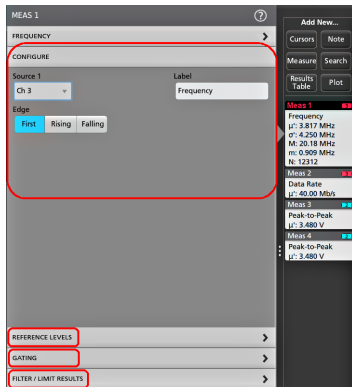 MEAS 1
?
FREQUENCY
CONFIGURE
Source 1
Label
Ch 3
Frequency
Edge
First Rising Falling
REFERENCE LEVELS
GATING
FILTER / LIMIT RESULTS
Add New...
Cursors Note
Measure Search
Results Table
Plot
Meas 1
Frequency
µ': 3.817 MHz
σ': 4.250 MHz
M: 20.18 MHz
m: 0.909 MHz
N: 12312
Meas 2
Data Rate
µ': 40.00 Mb/s
Meas 3
Peak-to-Peak
µ': 3.480 V
Meas 4
Peak-to-Peak
µ': 3.480 V